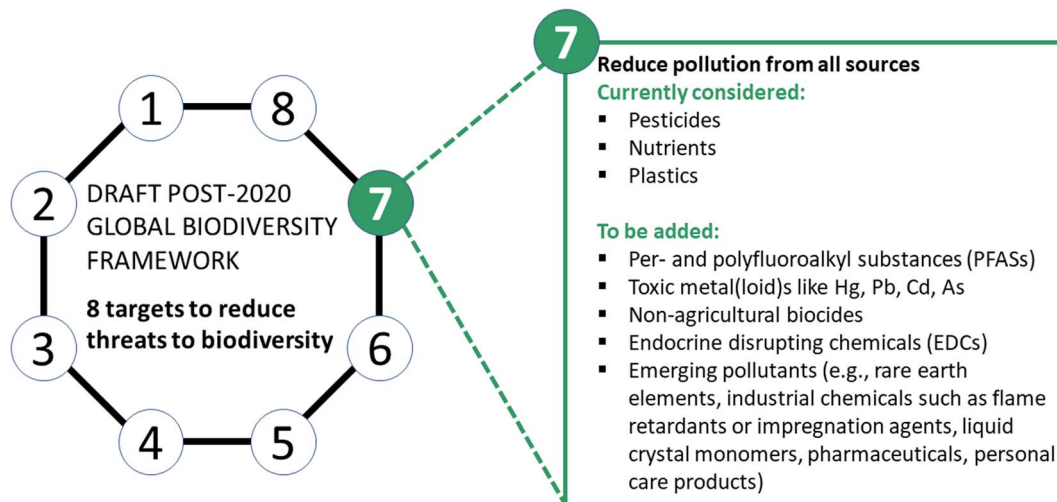 1
8
2
7
3
6
4
5
DRAFT POST-2020
GLOBAL BIODIVERSITY
FRAMEWORK
8 targets to reduce
threats to biodiversity
7
Reduce pollution from all sources
Currently considered:
▪ Pesticides
▪ Nutrients
▪ Plastics
To be added:
▪ Per- and polyfluoroalkyl substances (PFASs)
▪ Toxic metal(loid)s like Hg, Pb, Cd, As
▪ Non-agricultural biocides
▪ Endocrine disrupting chemicals (EDCs)
▪ Emerging pollutants (e.g., rare earth
elements, industrial chemicals such as flame
retardants or impregnation agents, liquid
crystal monomers, pharmaceuticals, personal
care products)